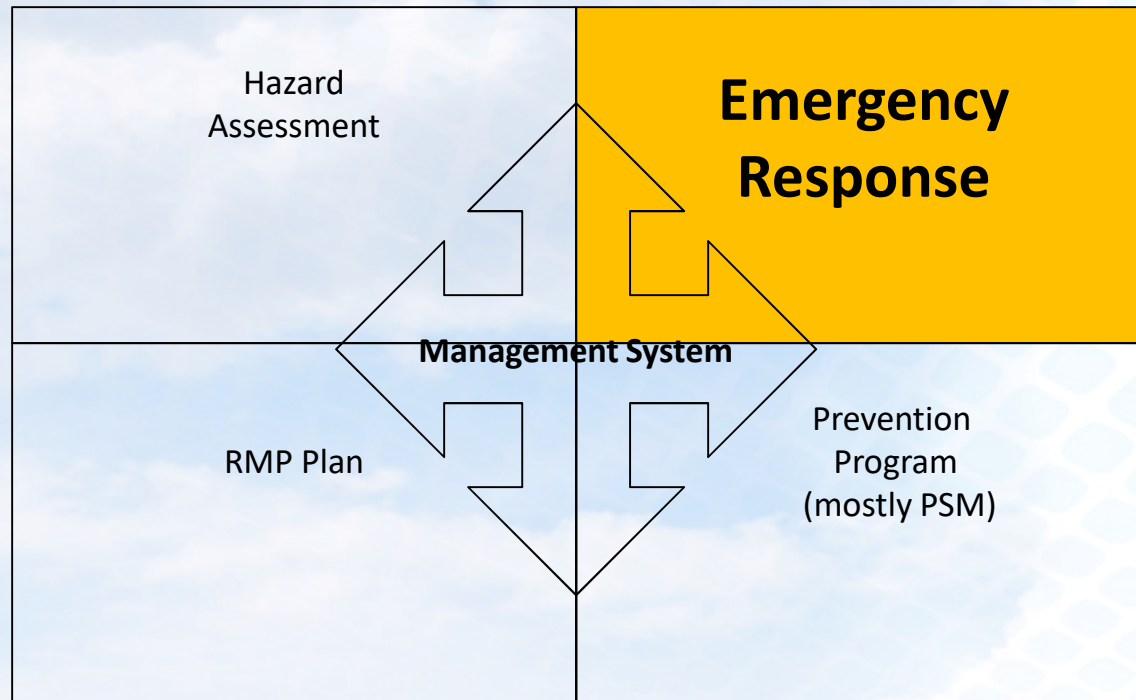 Hazard
Assessment
Emergency
Response
Management System
RMP Plan
Prevention
Program
(mostly PSM)